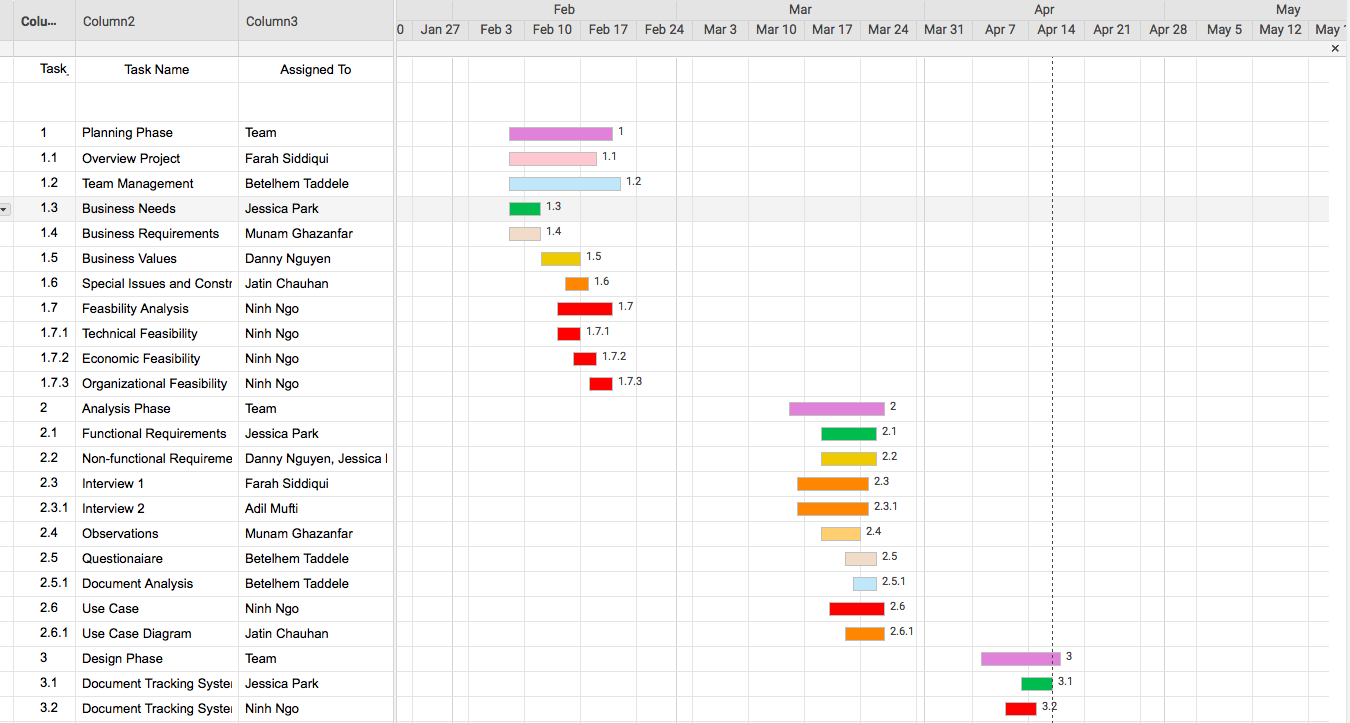 Feb Mar Apr May
Colu... Column2 Column3
0 Jan 27 Feb 3 Feb 10 Feb 17 Feb 24 Mar 3 Mar 10 Mar 17 Mar 24 Mar 31 Apr 7 Apr 14 Apr 21 Apr 28 May 5 May 12 May
Task Task Name Assigned To
1 Planning Phase Team 1
1.1 Overview Project Farah Siddiqui 1.1
1.2 Team Management Betelhem Taddele 1.2
1.3 Business Needs Jessica Park 1.3
1.4 Business Requirements Munam Ghazanfar 1.4
1.5 Business Values Danny Nguyen 1.5
1.6 Special Issues and Constr Jatin Chauhan 1.6
1.7 Feasbility Analysis Ninh Ngo 1.7
1.7.1 Technical Feasibility Ninh Ngo 1.7.1
1.7.2 Economic Feasibility Ninh Ngo 1.7.2
1.7.3 Organizational Feasibility Ninh Ngo 1.7.3
2 Analysis Phase Team 2
2.1 Functional Requirements Jessica Park 2.1
2.2 Non-functional Requireme Danny Nguyen, Jessica 2.2
2.3 Interview 1 Farah Siddiqui 2.3
2.3.1 Interview 2 Adil Mufti 2.3.1
2.4 Observations Munam Ghazanfar 2.4
2.5 Questionaiare Betelhem Taddele 2.5
2.5.1 Document Analysis Betelhem Taddele 2.5.1
2.6 Use Case Ninh Ngo 2.6
2.6.1 Use Case Diagram Jatin Chauhan 2.6.1
3 Design Phase Team 3
3.1 Document Tracking Syste Jessica Park 3.1
3.2 Document Tracking Syste Ninh Ngo 3.2